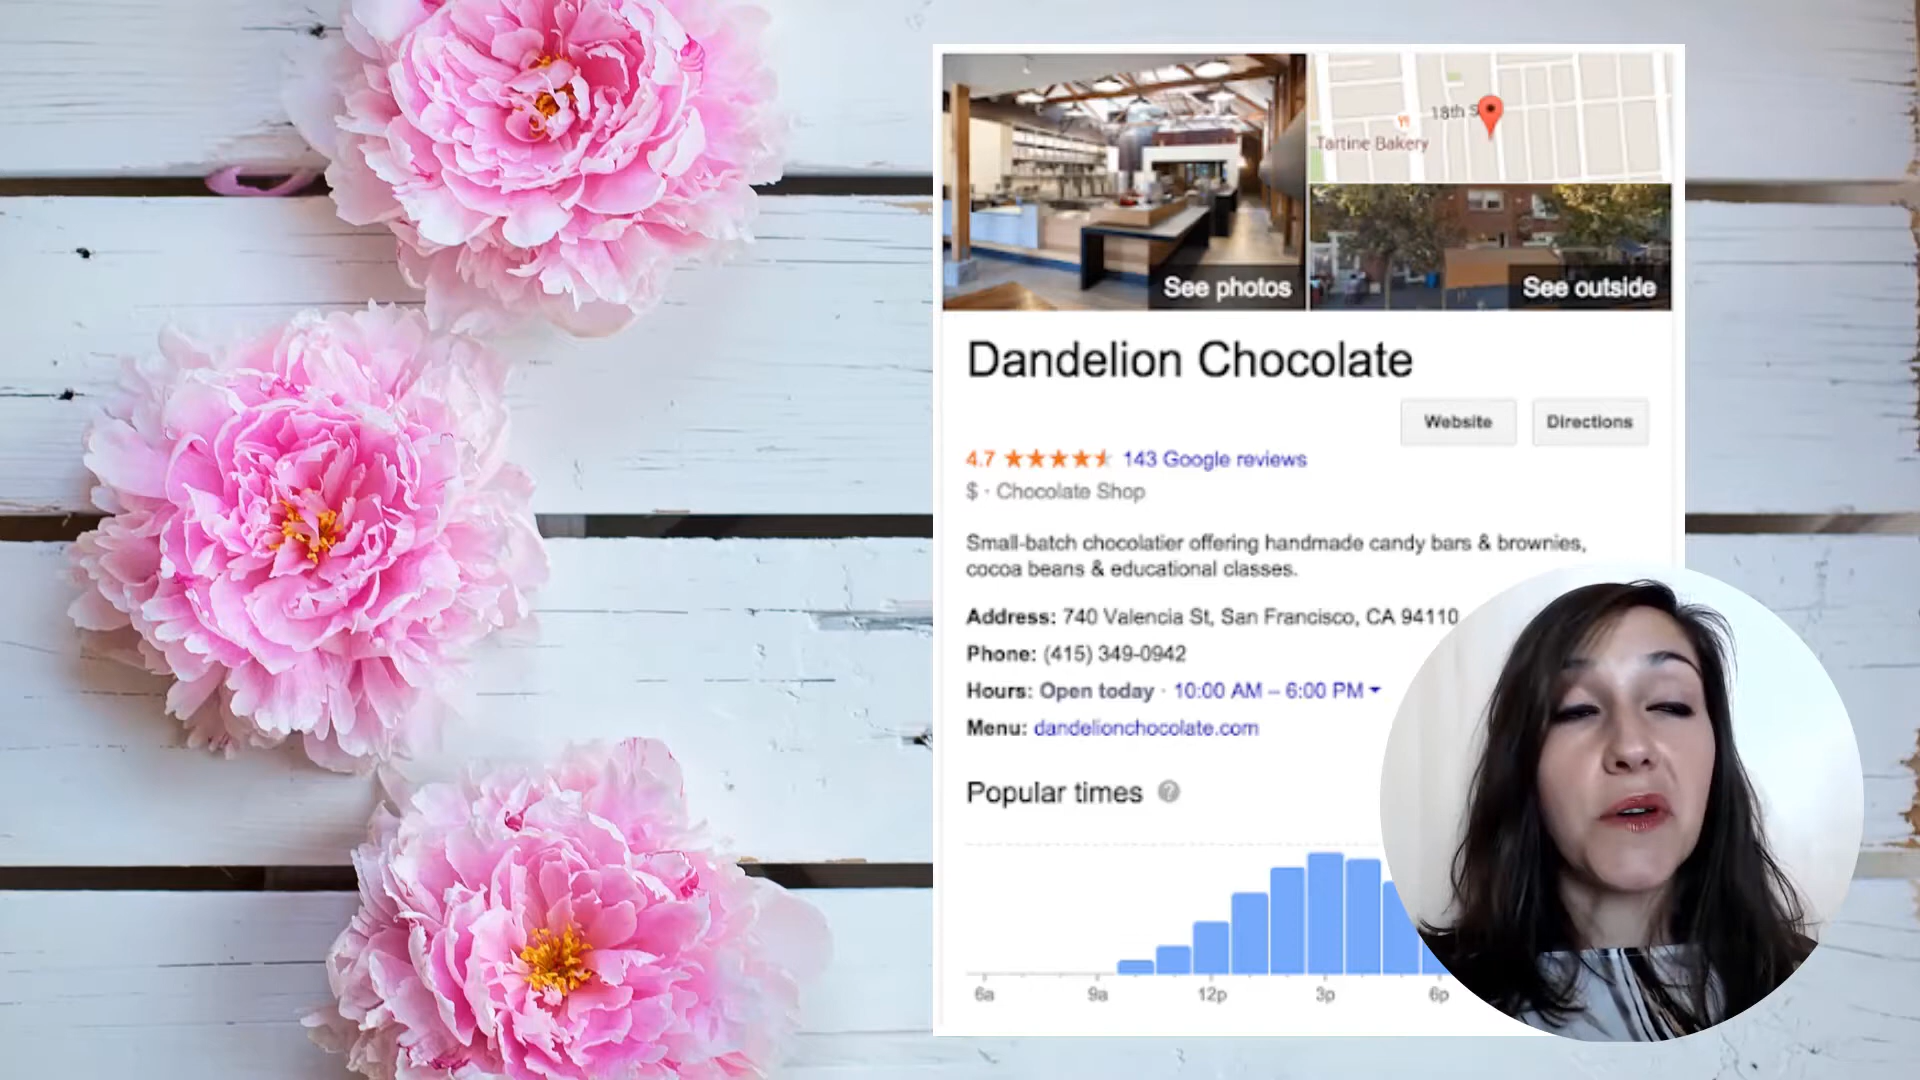 18th S
Tartine Bakery
See photos
See outside
Dandelion Chocolate
Website
Directions
4.7
143 Google reviews
$ · Chocolate Shop
Small-batch chocolatier offering handmade candy bars & brownies,
cocoa beans & educational classes.
Address: 740 Valencia St, San Francisco, CA 94110
Phone: (415) 349-0942
Hours: Open today · 10:00 AM – 6:00 PM
Menu: dandelionchocolate.com
Popular times ?
6a 9a 12p 3p 6p